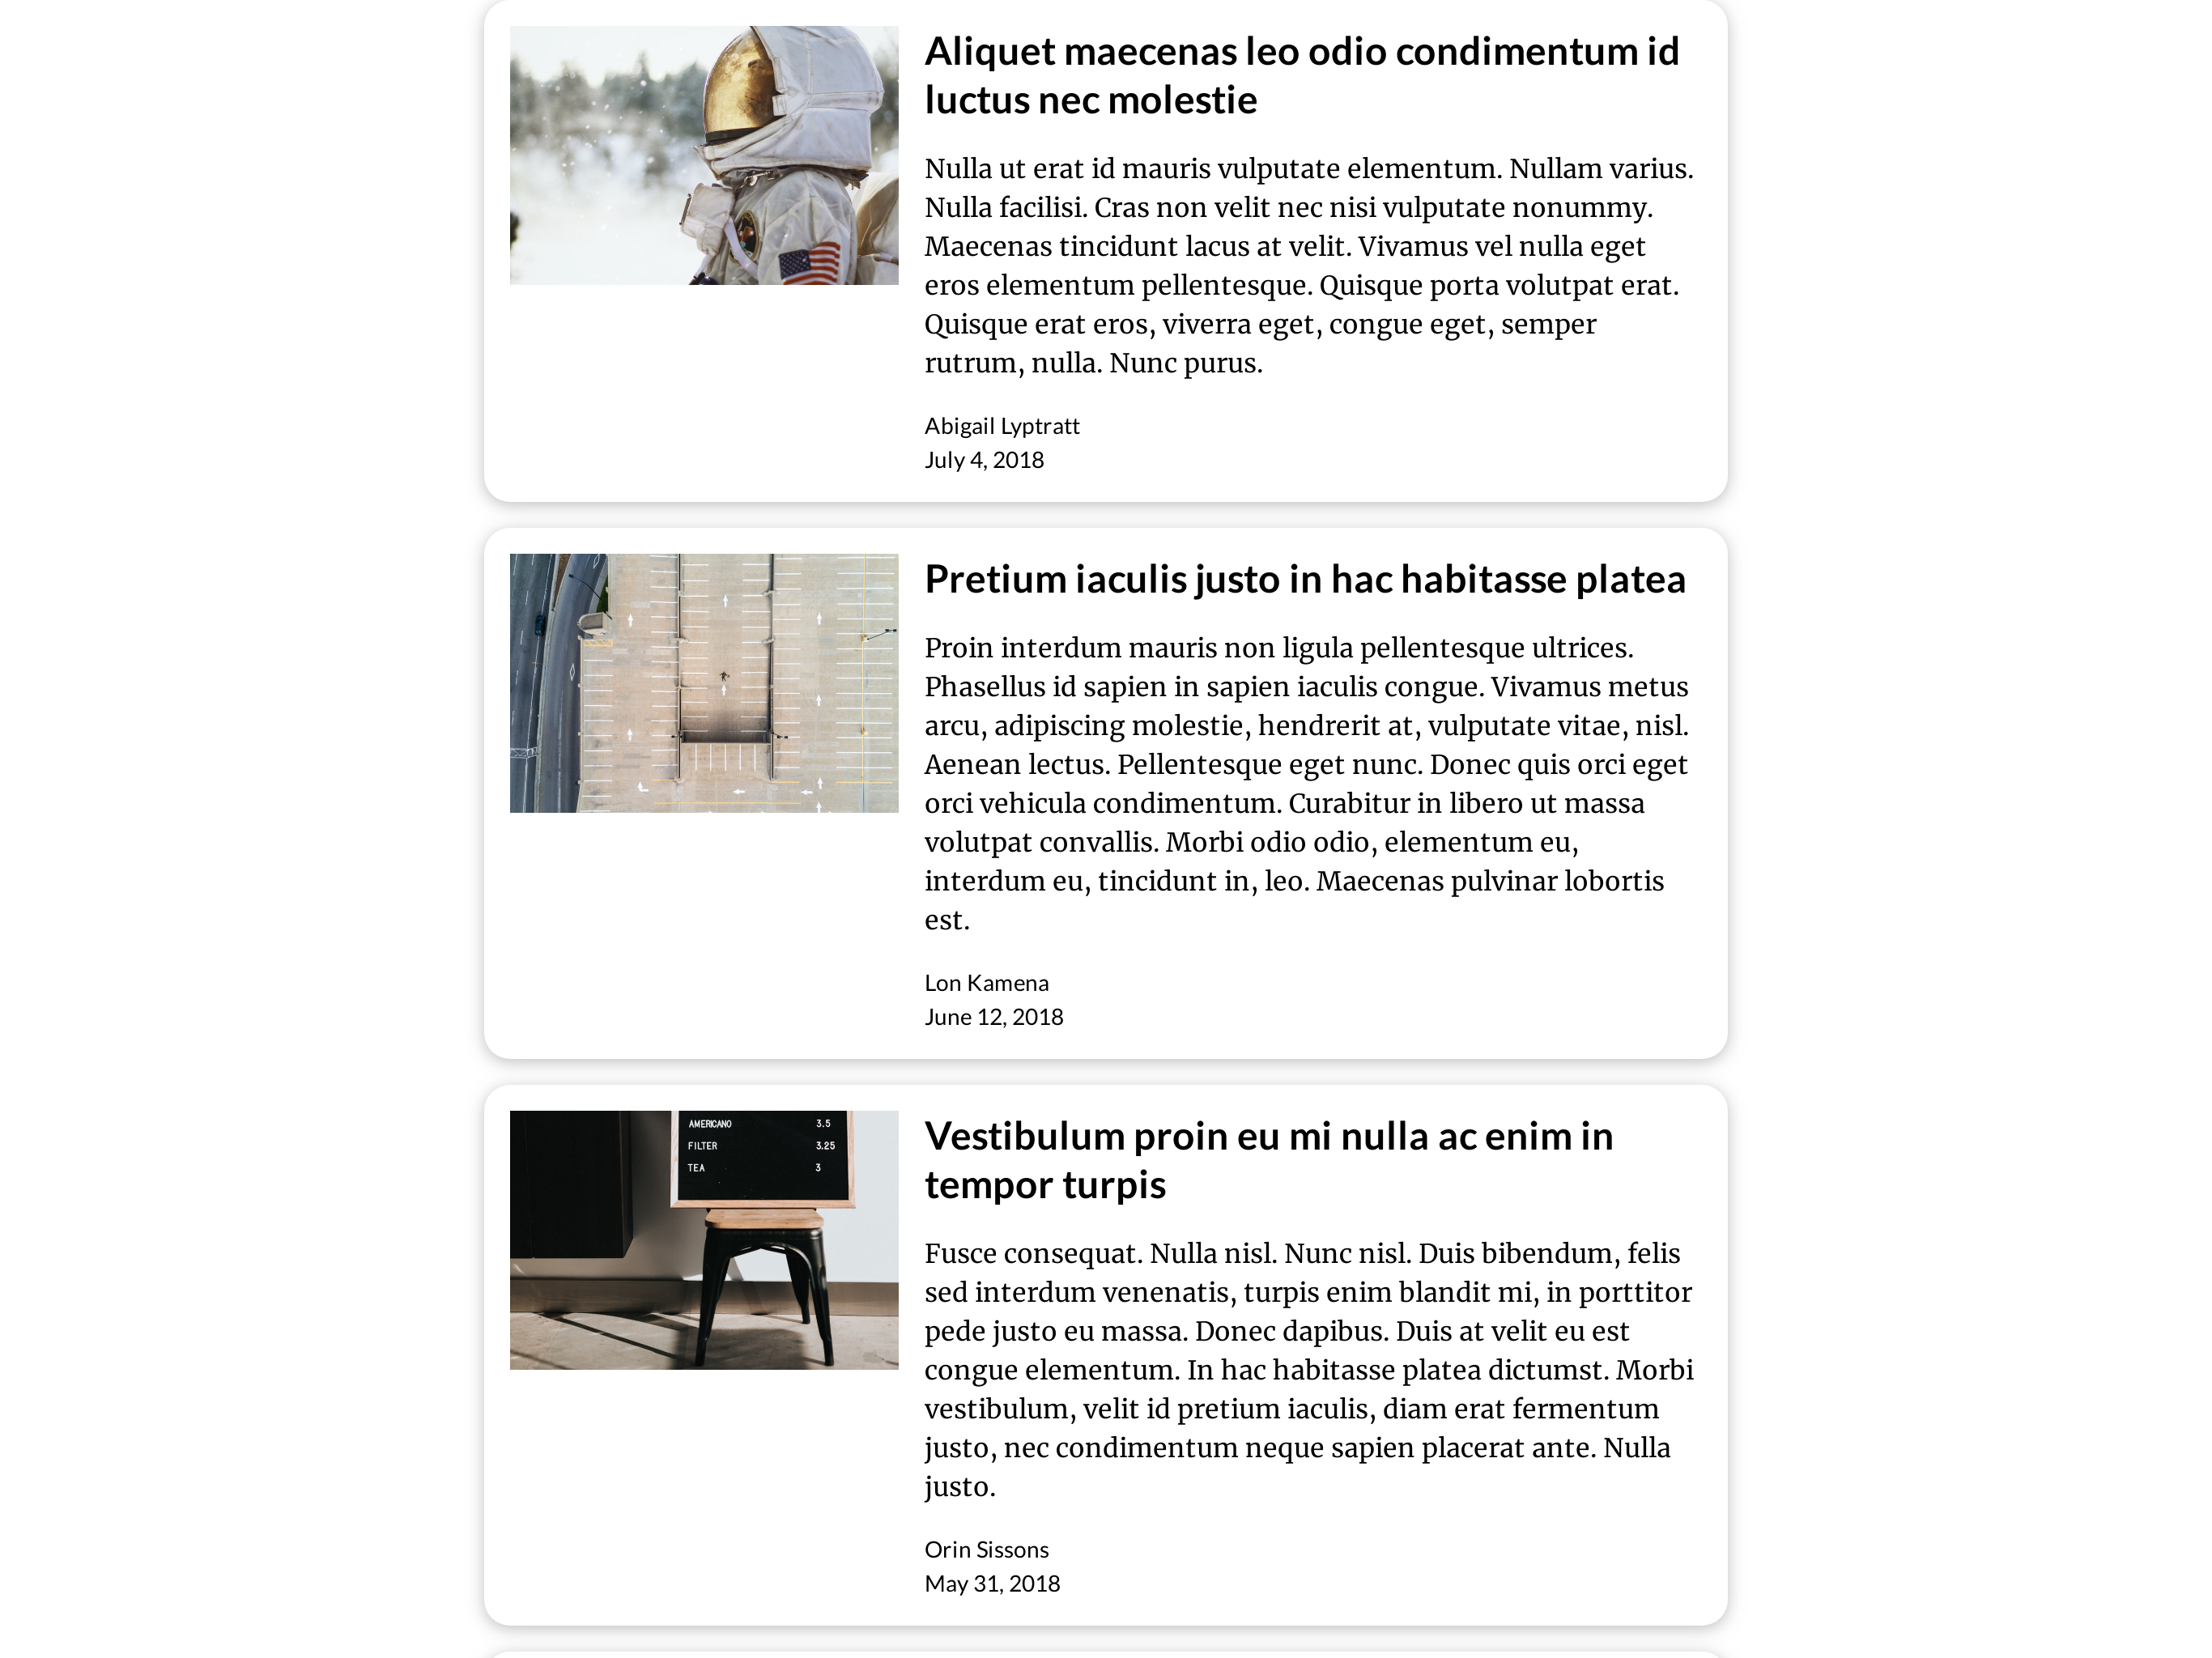 Aliquet maecenas leo odio condimentum id
luctus nec molestie
Nulla ut erat id mauris vulputate elementum. Nullam varius.
Nulla facilisi. Cras non velit nec nisi vulputate nonummy.
Maecenas tincidunt lacus at velit. Vivamus vel nulla eget
eros elementum pellentesque. Quisque porta volutpat erat.
Quisque erat eros, viverra eget, congue eget, semper
rutrum, nulla. Nunc purus.
Abigail Lyptratt
July 4, 2018
Pretium iaculis justo in hac habitasse platea
Proin interdum mauris non ligula pellentesque ultrices.
Phasellus id sapien in sapien iaculis congue. Vivamus metus
arcu, adipiscing molestie, hendrerit at, vulputate vitae, nisl.
Aenean lectus. Pellentesque eget nunc. Donec quis orci eget
orci vehicula condimentum. Curabitur in libero ut massa
volutpat convallis. Morbi odio odio, elementum eu,
interdum eu, tincidunt in, leo. Maecenas pulvinar lobortis
est.
Lon Kamena
June 12, 2018
AMERICANO 3.5
FILTER 3.25
TEA 3
Vestibulum proin eu mi nulla ac enim in
tempor turpis
Fusce consequat. Nulla nisl. Nunc nisl. Duis bibendum, felis
sed interdum venenatis, turpis enim blandit mi, in porttitor
pede justo eu massa. Donec dapibus. Duis at velit eu est
congue elementum. In hac habitasse platea dictumst. Morbi
vestibulum, velit id pretium iaculis, diam erat fermentum
justo, nec condimentum neque sapien placerat ante. Nulla
justo.
Orin Sissons
May 31, 2018